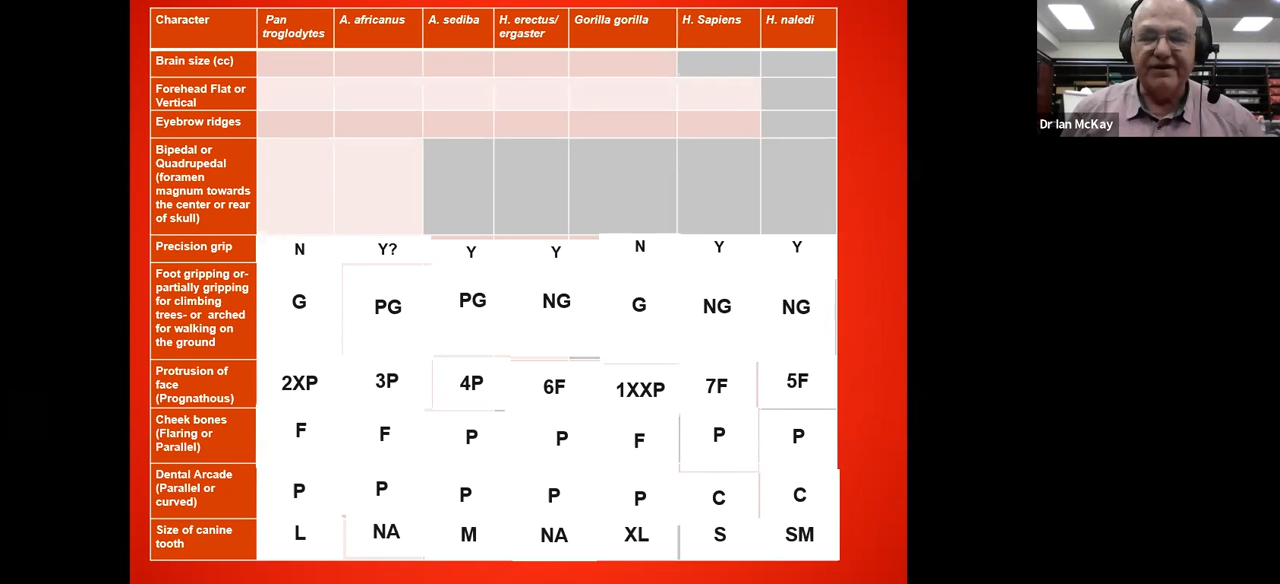 Character Pan troglodytes A. africanus A. sediba H. erectus/ ergaster Gorilla gorilla H. Sapiens H. naledi
Brain size (cc)
Forehead Flat or Vertical
Eyebrow ridges
Bipedal or Quadrupedal (foramen magnum towards the center or rear of skull)
Precision grip N Y? Y Y N Y Y
Foot gripping or- partially gripping for climbing trees- or arched for walking on the ground G PG PG NG G NG NG
Protrusion of face (Prognathous) 2XP 3P 4P 6F 1XXP 7F 5F
Cheek bones (Flaring or Parallel) F F P P F P P
Dental Arcade (Parallel or curved) P P P P P C C
Size of canine tooth L NA M NA XL S SM
Dr Ian McKay